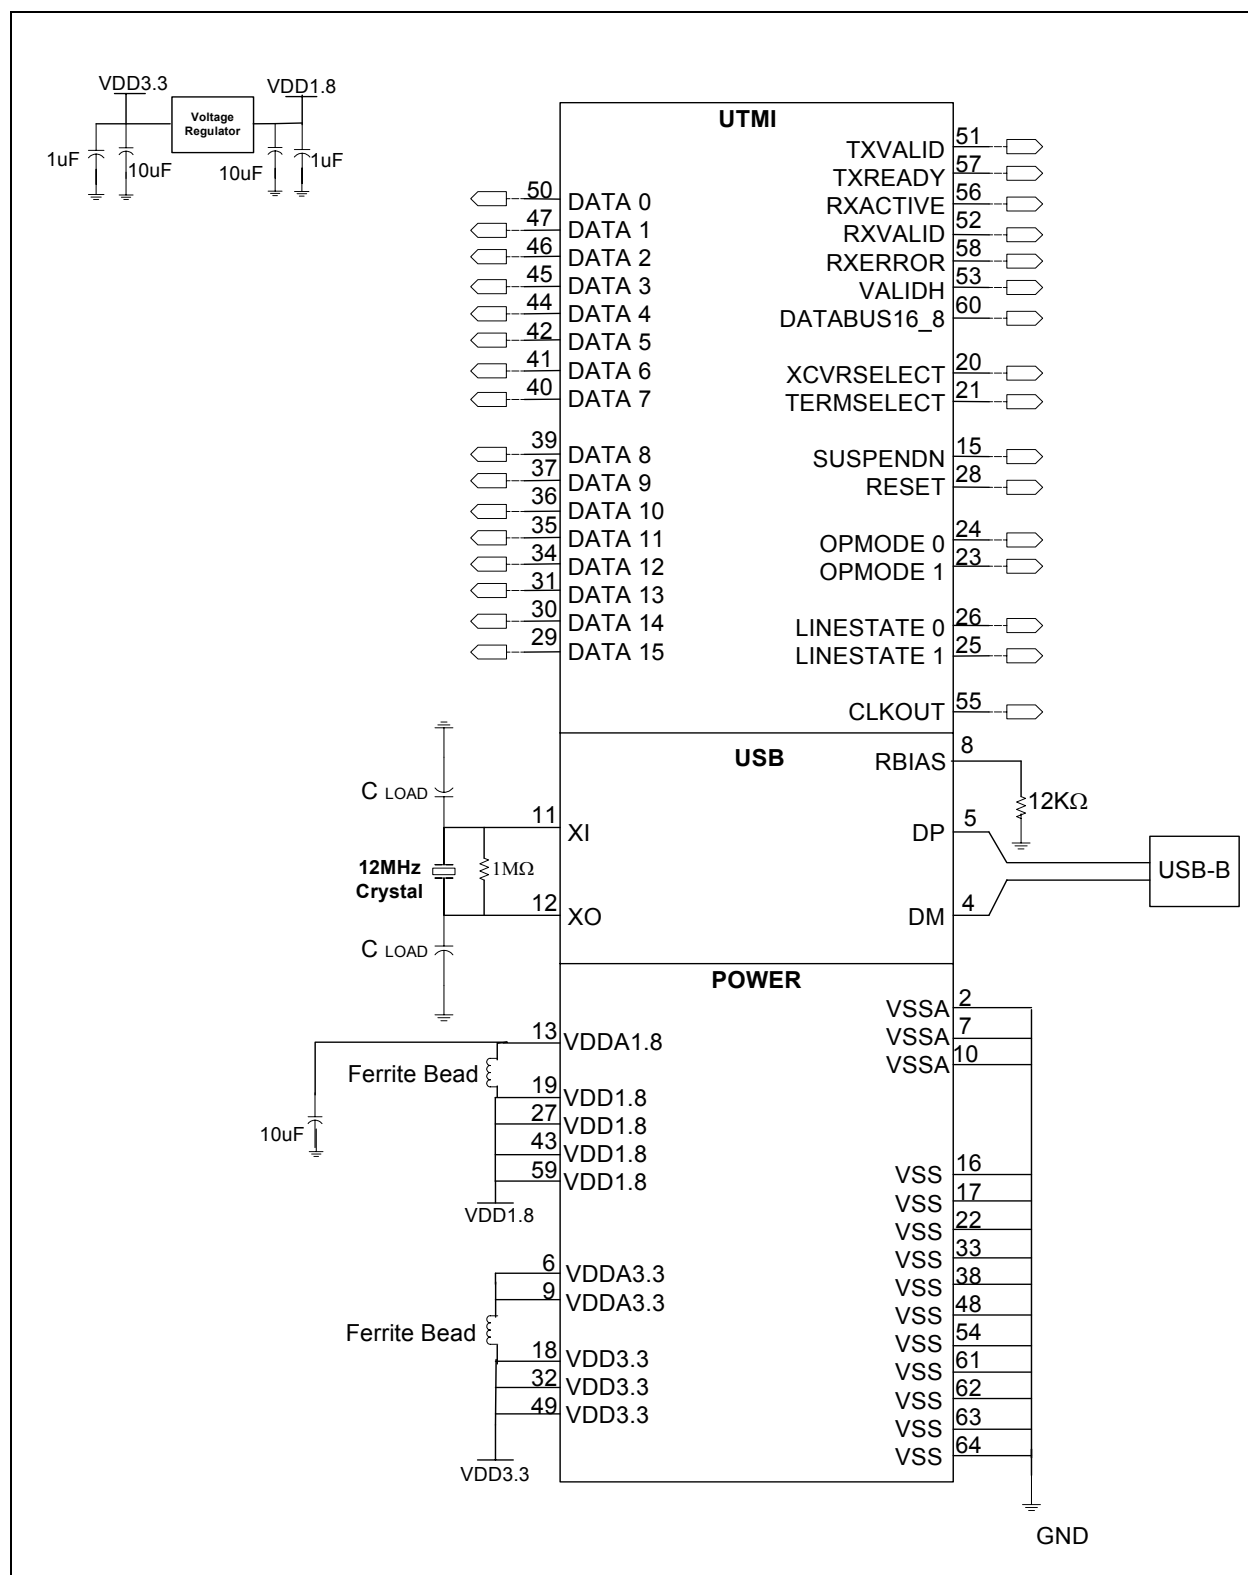 VDD3.3
VDD1.8
Voltage
Regulator
1uF
10uF
10uF
1uF
UTMI
50 DATA 0
47 DATA 1
46 DATA 2
45 DATA 3
44 DATA 4
42 DATA 5
41 DATA 6
40 DATA 7
39 DATA 8
37 DATA 9
36 DATA 10
35 DATA 11
34 DATA 12
31 DATA 13
30 DATA 14
29 DATA 15
TXVALID 51
TXREADY 57
RXACTIVE 56
RXVALID 52
RXERROR 58
VALIDH 53
DATABUS16_8 60
XCVRSELECT 20
TERMSELECT 21
SUSPENDN 15
RESET 28
OPMODE 0 24
OPMODE 1 23
LINESTATE 0 26
LINESTATE 1 25
CLKOUT 55
USB
C LOAD
11 XI
12MHz
Crystal
1MΩ
12 XO
C LOAD
RBIAS 8
12KΩ
DP 5
DM 4
USB-B
POWER
13 VDDA1.8
Ferrite Bead
10uF
19 VDD1.8
27 VDD1.8
43 VDD1.8
59 VDD1.8
VDD1.8
6 VDDA3.3
9 VDDA3.3
Ferrite Bead
18 VDD3.3
32 VDD3.3
49 VDD3.3
VDD3.3
VSSA 2
VSSA 7
VSSA 10
VSS 16
VSS 17
VSS 22
VSS 33
VSS 38
VSS 48
VSS 54
VSS 61
VSS 62
VSS 63
VSS 64
GND